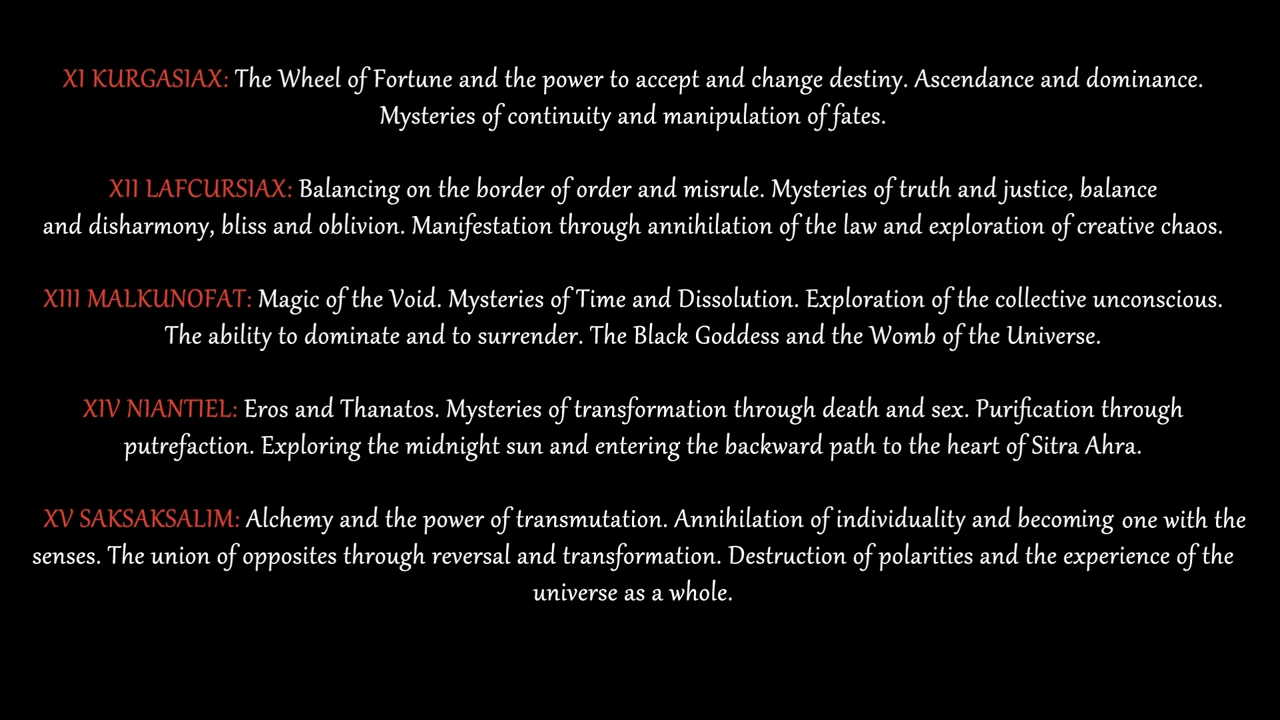 XI KURGASIAX: The Wheel of Fortune and the power to accept and change destiny. Ascendance and dominance.
Mysteries of continuity and manipulation of fates.
XII LAFCURSIAX: Balancing on the border of order and misrule. Mysteries of truth and justice, balance
and disharmony, bliss and oblivion. Manifestation through annihilation of the law and exploration of creative chaos.
XIII MALKUNOFAT: Magic of the Void. Mysteries of Time and Dissolution. Exploration of the collective unconscious.
The ability to dominate and to surrender. The Black Goddess and the Womb of the Universe.
XIV NIANTIEL: Eros and Thanatos. Mysteries of transformation through death and sex. Purification through
putrefaction. Exploring the midnight sun and entering the backward path to the heart of Sitra Ahra.
XV SAKSAKSALIM: Alchemy and the power of transmutation. Annihilation of individuality and becoming one with the
senses. The union of opposites through reversal and transformation. Destruction of polarities and the experience of the
universe as a whole.